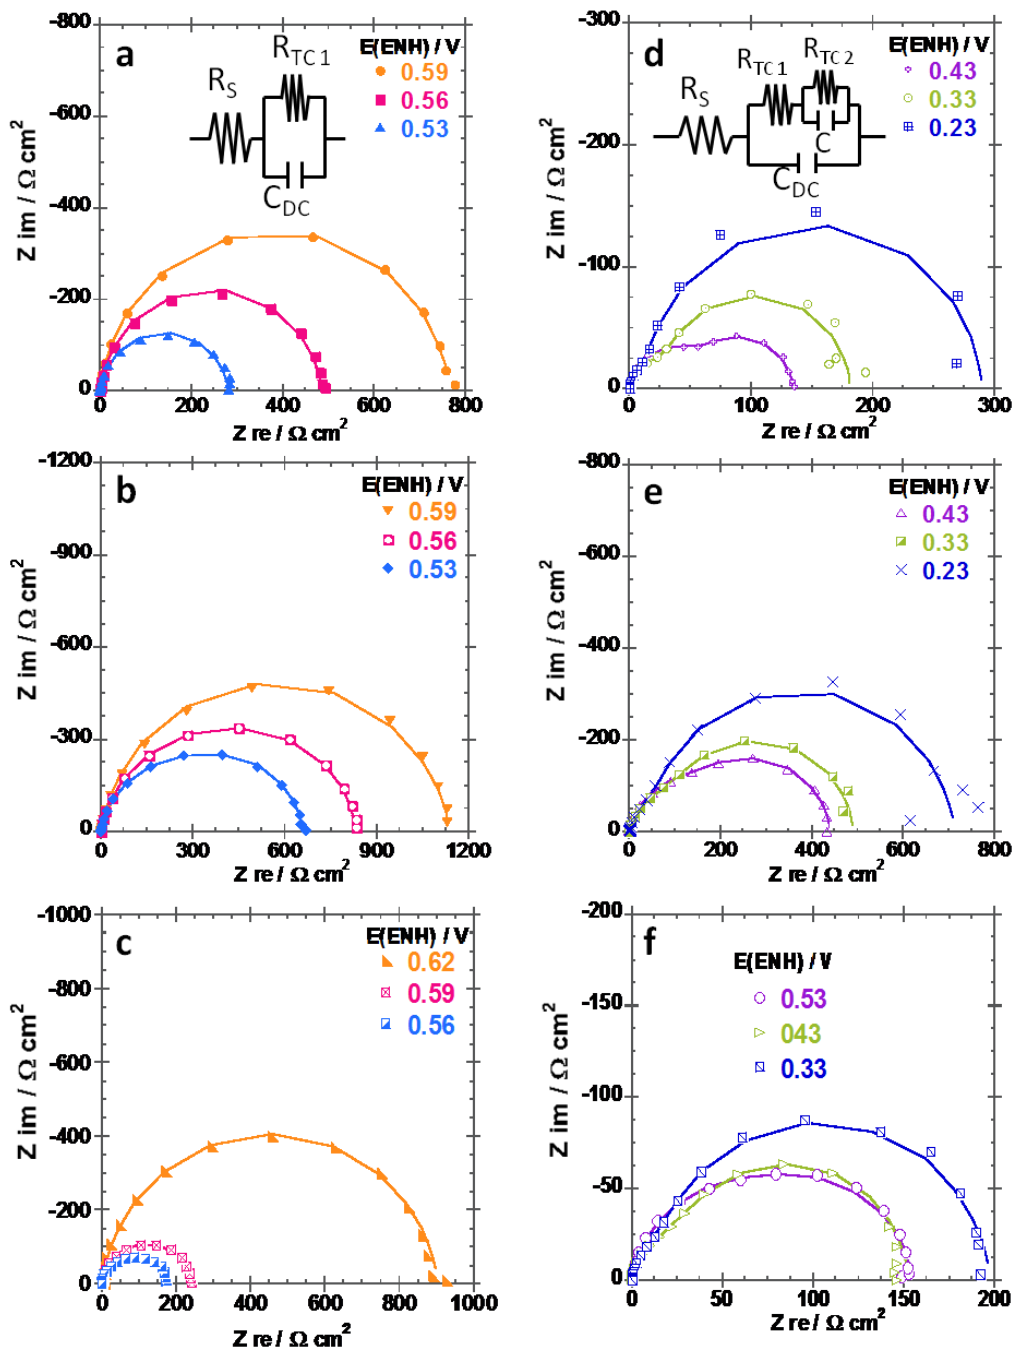 a
E(ENH) / V
0.59
0.56
0.53
R_S
R_TC 1
C_DC
-800
-600
-400
-200
0
Z im / Ω cm²
0 200 400 600 800
Z re / Ω cm²
d
E(ENH) / V
0.43
0.33
0.23
R_S
R_TC1
R_TC 2
C
C_DC
-300
-200
-100
0
Z im / Ω cm²
0 100 200 300
Z re / Ω cm²
b
E(ENH) / V
0.59
0.56
0.53
-1200
-900
-600
-300
0
Z im / Ω cm²
0 300 600 900 1200
Z re / Ω cm²
e
E(ENH) / V
0.43
0.33
0.23
-800
-600
-400
-200
0
Z im / Ω cm²
0 200 400 600 800
Z re / Ω cm²
c
E(ENH) / V
0.62
0.59
0.56
-1000
-800
-600
-400
-200
0
Z im / Ω cm²
0 200 400 600 800 1000
Z re / Ω cm²
f
E(ENH) / V
0.53
043
0.33
-200
-150
-100
-50
0
Z im / Ω cm²
0 50 100 150 200
Z re / Ω cm²